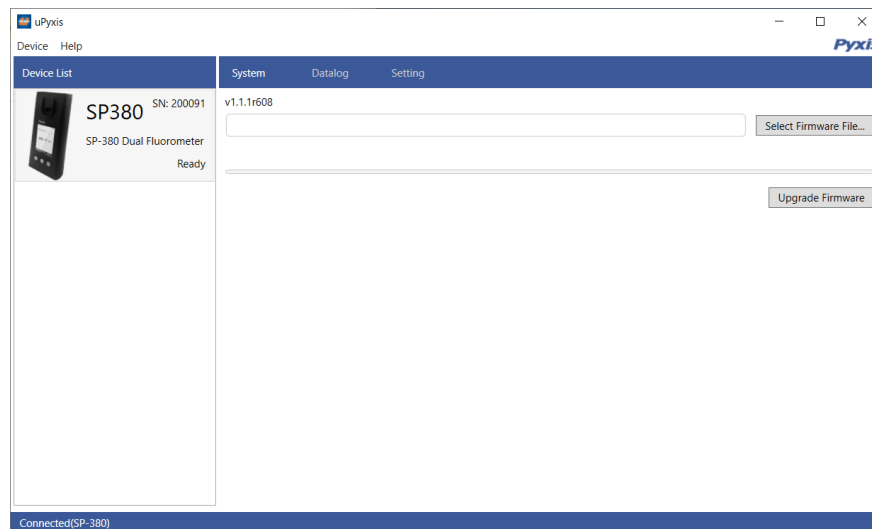 uPyxis
Device Help
Pyxis
Device List
System Datalog Setting
SP380 SN: 200091
SP-380 Dual Fluorometer
Ready
v1.1.1r608
Select Firmware File...
Upgrade Firmware
Connected(SP-380)